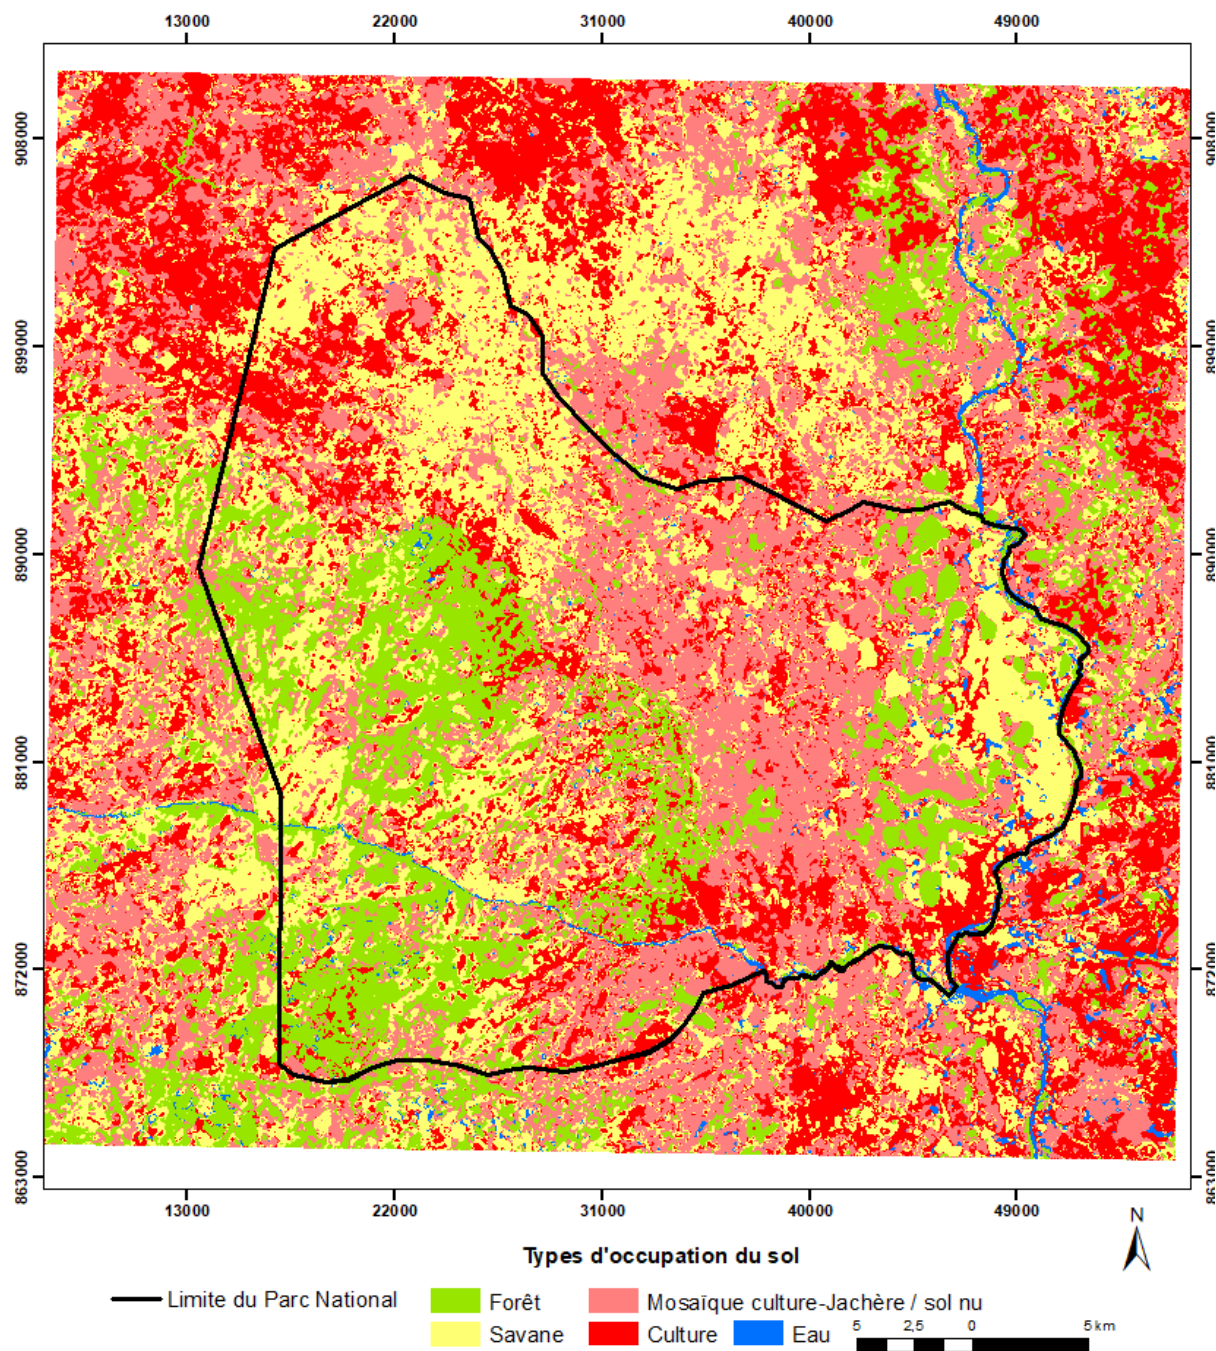 13000 22000 31000 40000 49000
908000 908000
899000 899000
890000 890000
881000 881000
872000 872000
863000 863000
13000 22000 31000 40000 49000
N
Types d'occupation du sol
Limite du Parc National Forêt Mosaïque culture-Jachère / sol nu
Savane Culture Eau
5 2,5 0 5 km